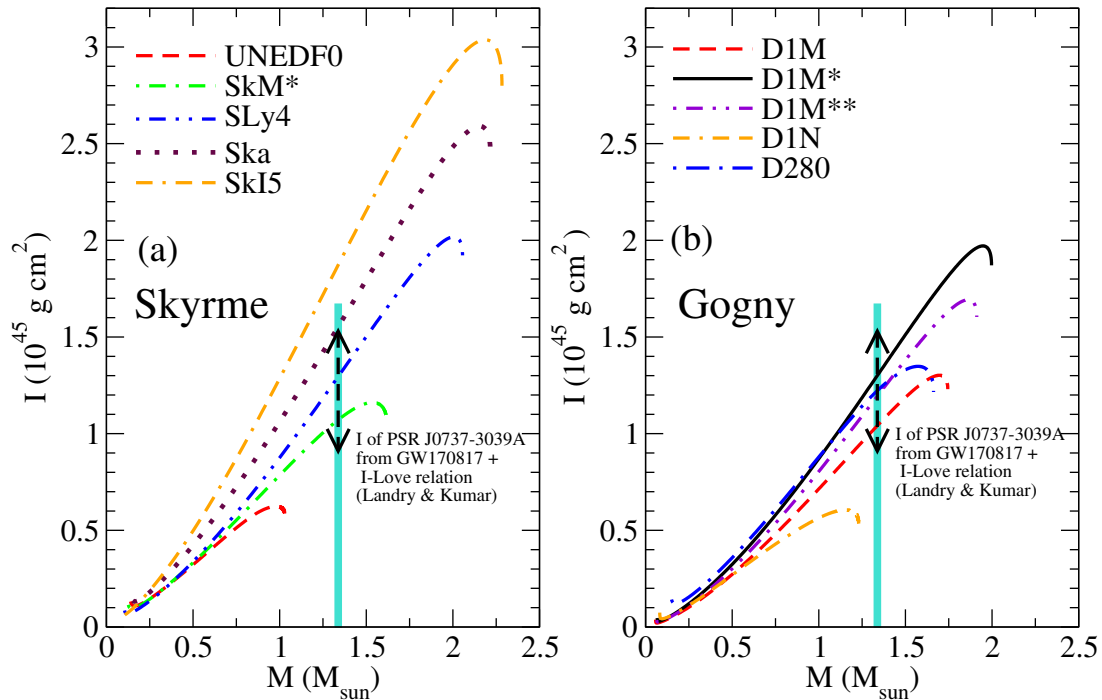 3
2.5
2
1.5
1
0.5
0
I (10^45 g cm^2)
UNEDF0
SkM*
SLy4
Ska
SkI5
(a)
Skyrme
I of PSR J0737-3039A
from GW170817 +
I-Love relation
(Landry & Kumar)
0 0.5 1 1.5 2 2.5
M (M_sun)
3
2.5
2
1.5
1
0.5
0
I (10^45 g cm^2)
D1M
D1M*
D1M**
D1N
D280
(b)
Gogny
I of PSR J0737-3039A
from GW170817 +
I-Love relation
(Landry & Kumar)
0 0.5 1 1.5 2 2.5
M (M_sun)